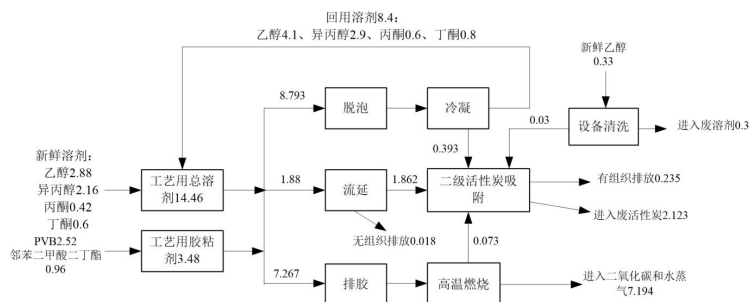 回用溶剂8.4：
乙醇4.1、异丙醇2.9、丙酮0.6、丁酮0.8
新鲜乙醇
0.33
8.793
脱泡
冷凝
0.03
设备清洗
进入废溶剂0.3
0.393
新鲜溶剂：
乙醇2.88
异丙醇2.16
丙酮0.42
丁酮0.6
工艺用总溶
剂14.46
1.88
流延
1.862
二级活性炭吸
附
有组织排放0.235
进入废活性炭2.123
无组织排放0.018
0.073
PVB2.52
邻苯二甲酸二丁酯
0.96
工艺用胶粘
剂3.48
7.267
排胶
高温燃烧
进入二氧化碳和水蒸
气7.194